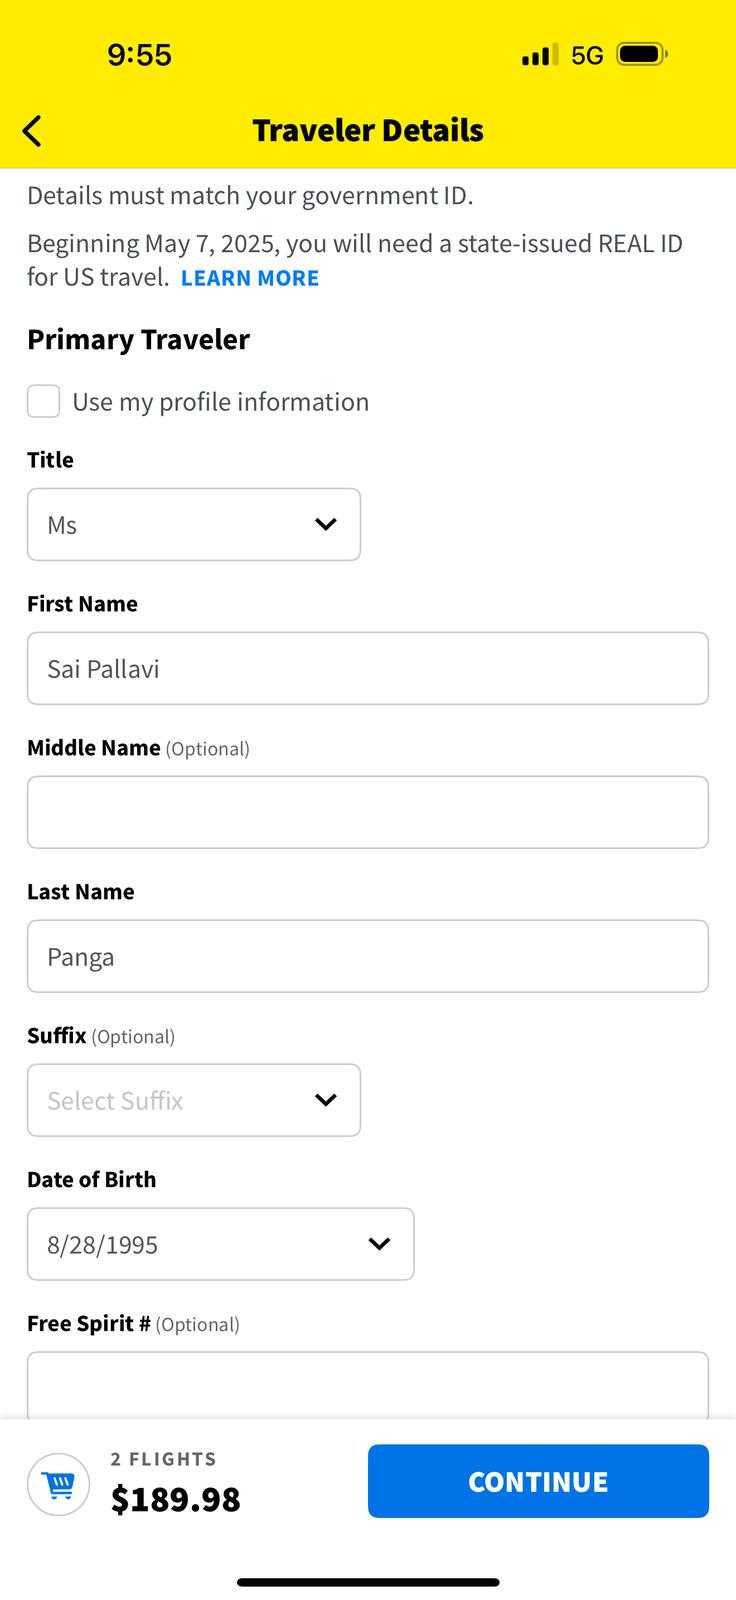 9:55
5G
Traveler Details
Details must match your government ID.
Beginning May 7, 2025, you will need a state-issued REAL ID
for US travel. LEARN MORE
Primary Traveler
Use my profile information
Title
Ms
First Name
Sai Pallavi
Middle Name (Optional)
Last Name
Panga
Suffix (Optional)
Select Suffix
Date of Birth
8/28/1995
Free Spirit # (Optional)
2 FLIGHTS
$189.98
CONTINUE